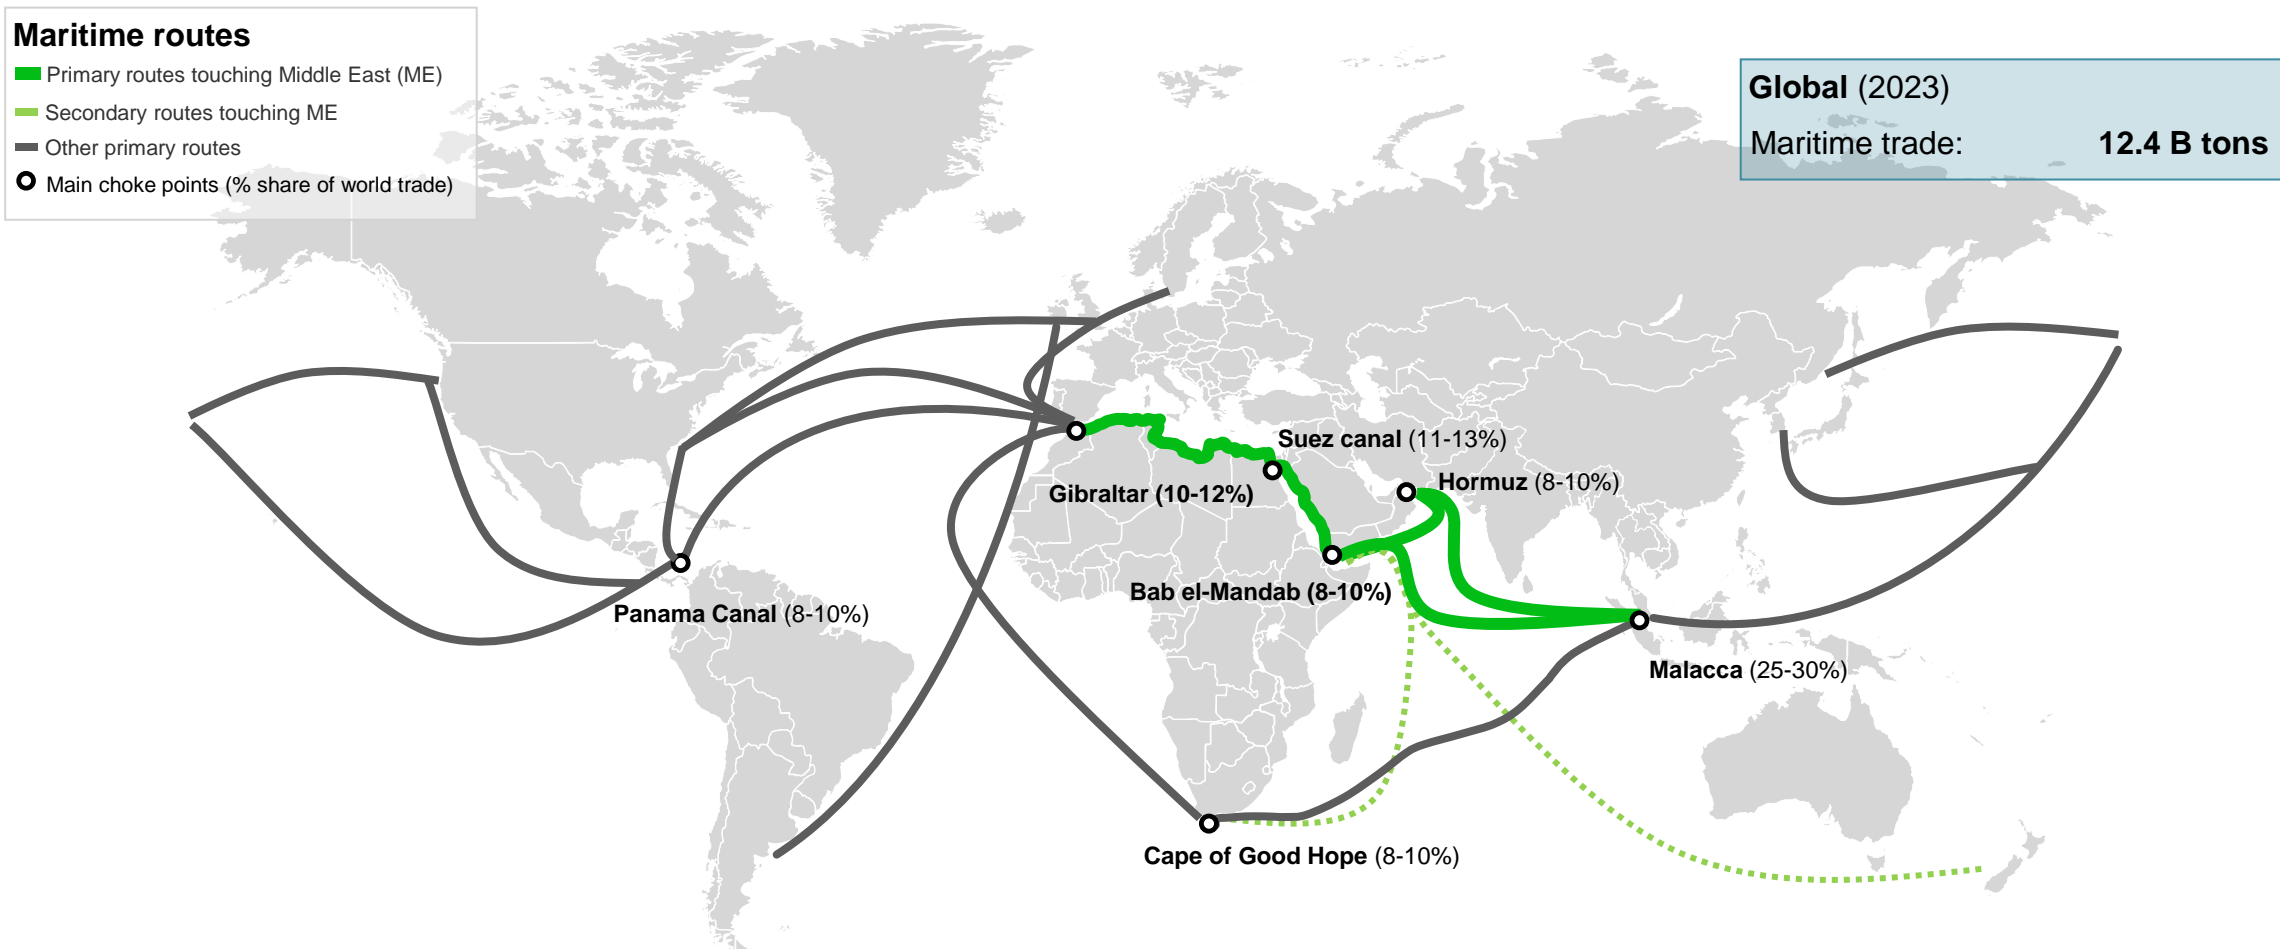 Maritime routes
Primary routes touching Middle East (ME)
Secondary routes touching ME
Other primary routes
Main choke points (% share of world trade)
Global (2023)
Maritime trade: 12.4 B tons
Suez canal (11-13%)
Hormuz (8-10%)
Gibraltar (10-12%)
Bab el-Mandab (8-10%)
Panama Canal (8-10%)
Malacca (25-30%)
Cape of Good Hope (8-10%)